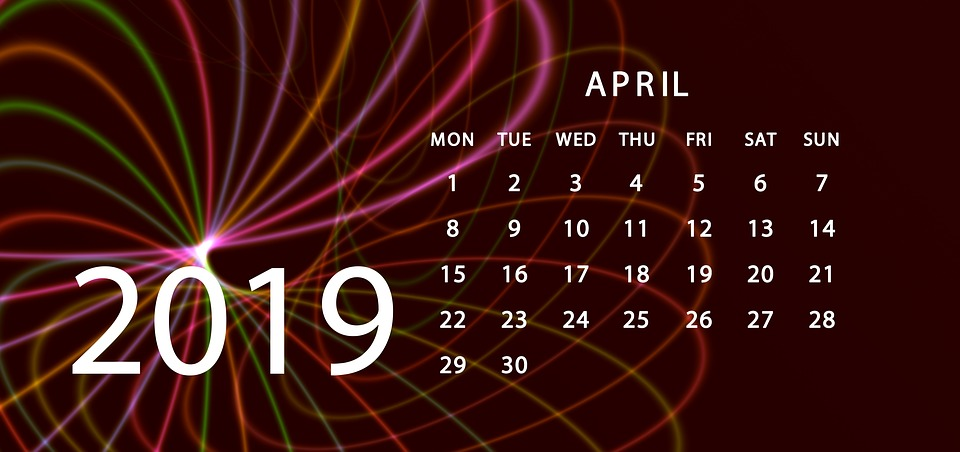 APRIL
MON TUE WED THU FRI SAT SUN
1 2 3 4 5 6 7
8 9 10 11 12 13 14
15 16 17 18 19 20 21
22 23 24 25 26 27 28
29 30
2019